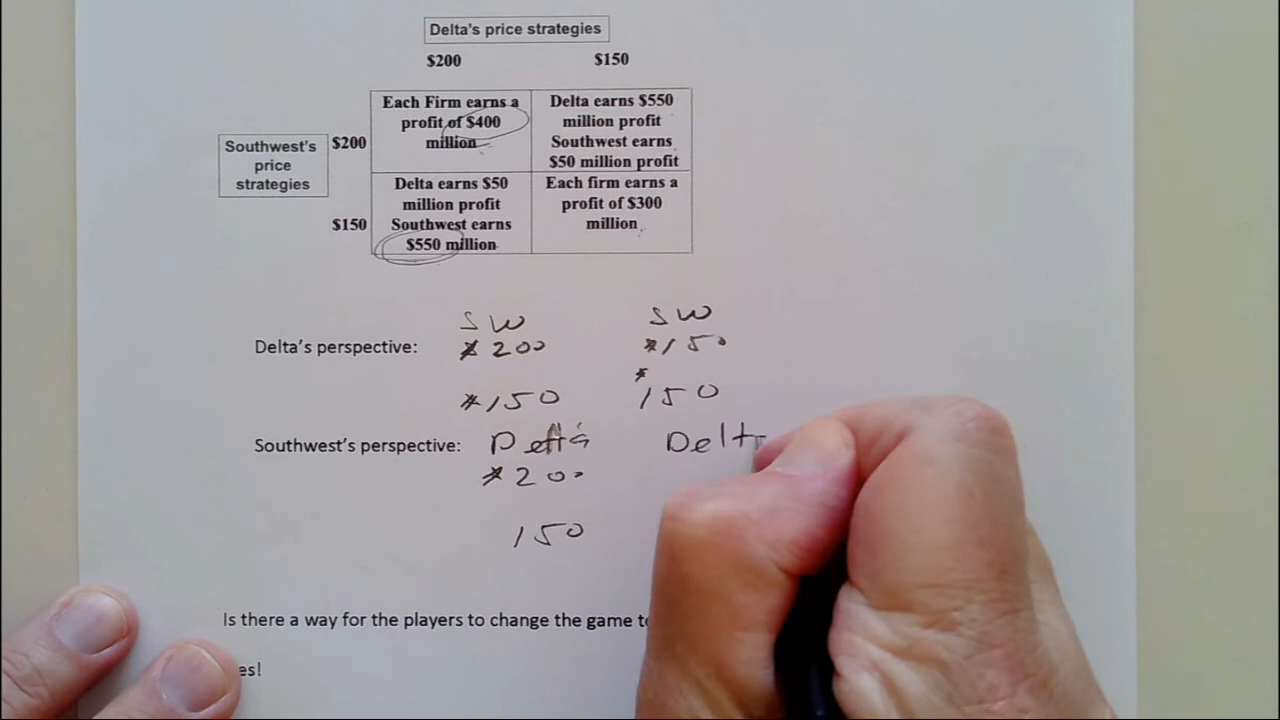 Delta's price strategies
$200 $150
Each Firm earns a
profit of $400
million
Delta earns $550
million profit
Southwest earns
$50 million profit
Southwest's
price
strategies
$200
Delta earns $50
million profit
Southwest earns
$550 million
Each firm earns a
profit of $300
million
$150
SW SW
Delta's perspective: $200 $150
$150 $150
Southwest's perspective: Delta Delt
$200
150
Is there a way for the players to change the game
es!